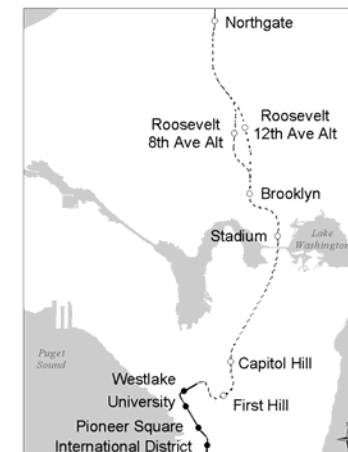 Northgate
Roosevelt
8th Ave Alt
Roosevelt
12th Ave Alt
Brooklyn
Stadium
Lake
Washington
Puget
Sound
Capitol Hill
Westlake
University
First Hill
Pioneer Square
International District